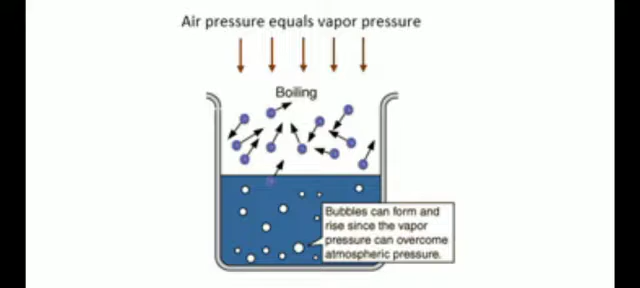 Air pressure equals vapor pressure
Boiling
Bubbles can form and
rise since the vapor
pressure can overcome
atmospheric pressure.